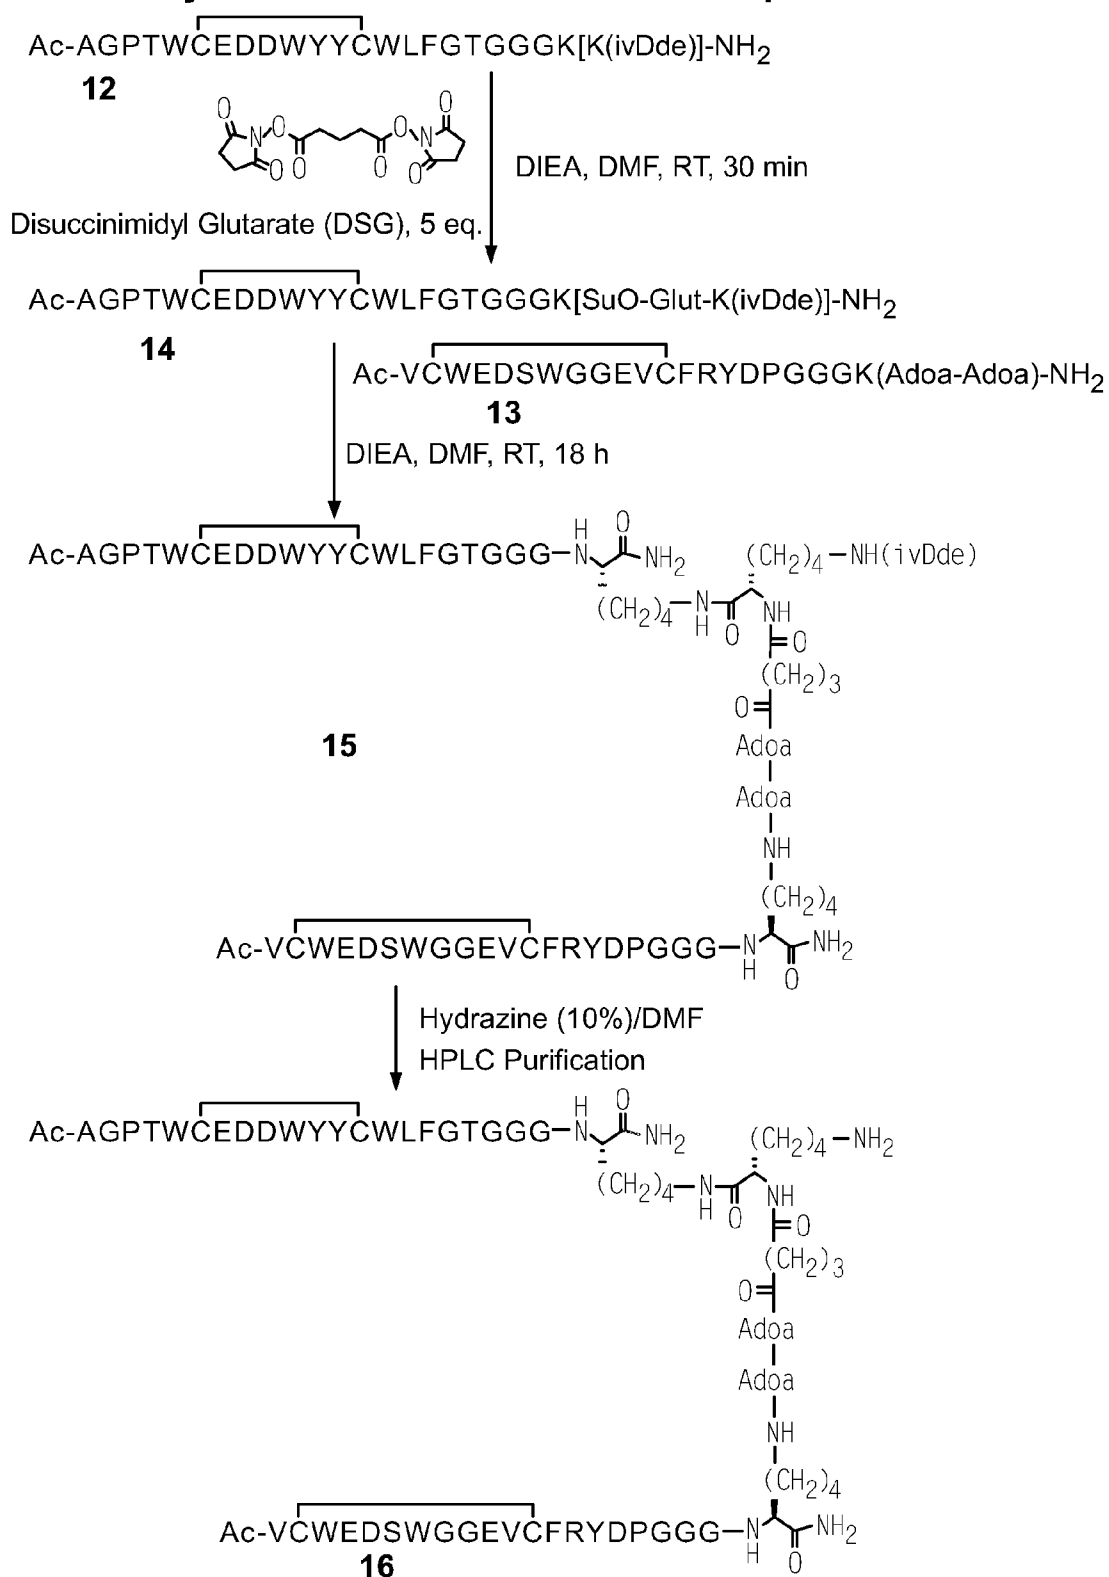 Ac-AGPTWCEDDWYYCWLFGTGGGK[K(ivDde)]-NH2
12
O O N O O O O N O O
DIEA, DMF, RT, 30 min
Disuccinimidyl Glutarate (DSG), 5 eq.
Ac-AGPTWCEDDWYYCWLFGTGGGK[SuO-Glut-K(ivDde)]-NH2
14
Ac-VCWEDSWGGEVCFRYDPGGGK(Adoa-Adoa)-NH2
13
DIEA, DMF, RT, 18 h
Ac-AGPTWCEDDWYYCWLFGTGGG-N H O NH2
(CH2)4-NH(ivDde)
(CH2)4 N H O NH
O
(CH2)3
O
15
Adoa
Adoa
NH
(CH2)4
Ac-VCWEDSWGGEVCFRYDPGGG-N H O NH2
Hydrazine (10%)/DMF
HPLC Purification
Ac-AGPTWCEDDWYYCWLFGTGGG-N H O NH2
(CH2)4-NH2
(CH2)4 N H O NH
O
(CH2)3
O
Adoa
Adoa
NH
(CH2)4
Ac-VCWEDSWGGEVCFRYDPGGG-N H O NH2
16